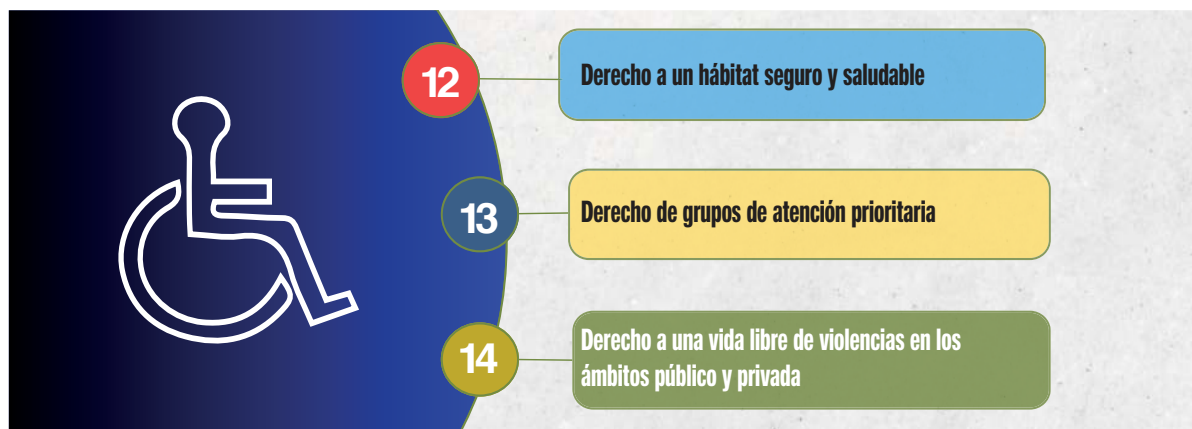 12
Derecho a un hábitat seguro y saludable
13
Derecho de grupos de atención prioritaria
14
Derecho a una vida libre de violencias en los
ámbitos público y privada